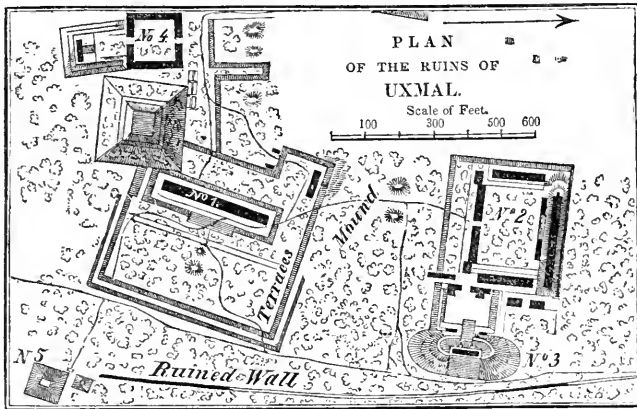 No 4.
PLAN
OF THE RUINS OF
UXMAL.
Scale of Feet.
100 300 500 600
No 1.
Mound
No 2
Terraces
No 3
No 5
Ruined Wall